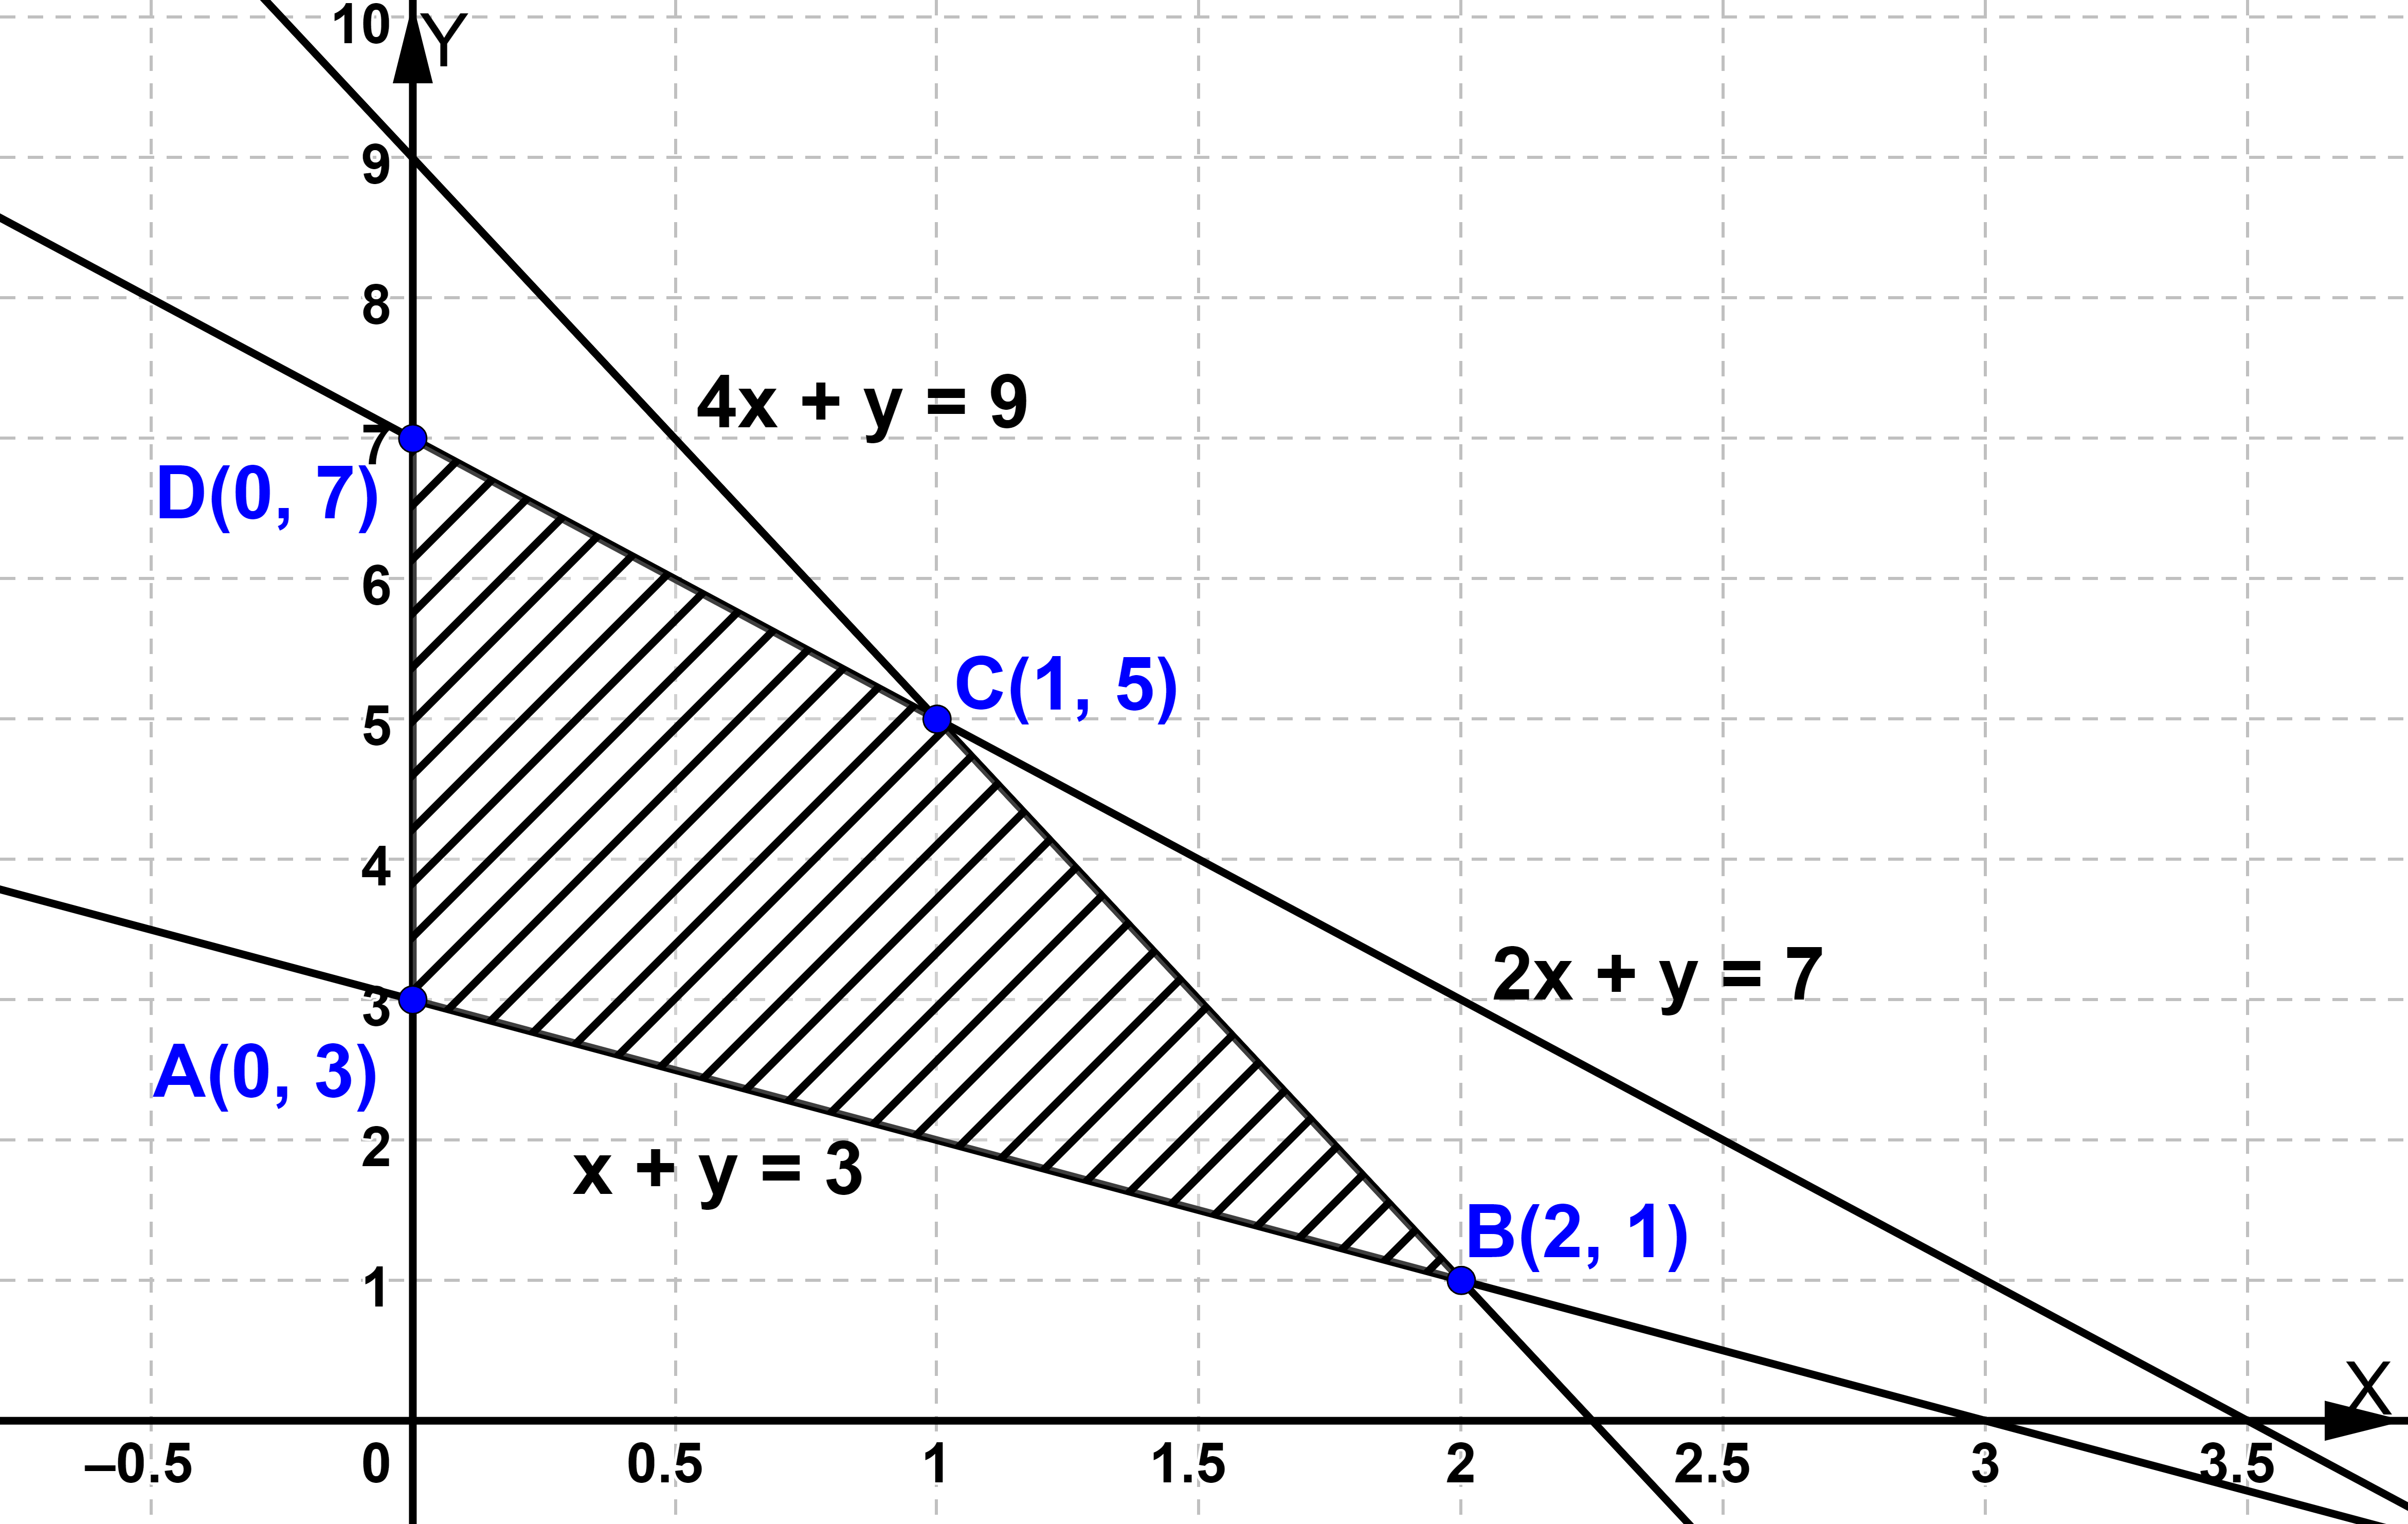 10
Y
9
8
4x + y = 9
7
D(0, 7)
6
C(1, 5)
5
4
2x + y = 7
3
A(0, 3)
2
x + y = 3
B(2, 1)
1
X
–0.5 0 0.5 1 1.5 2 2.5 3 3.5